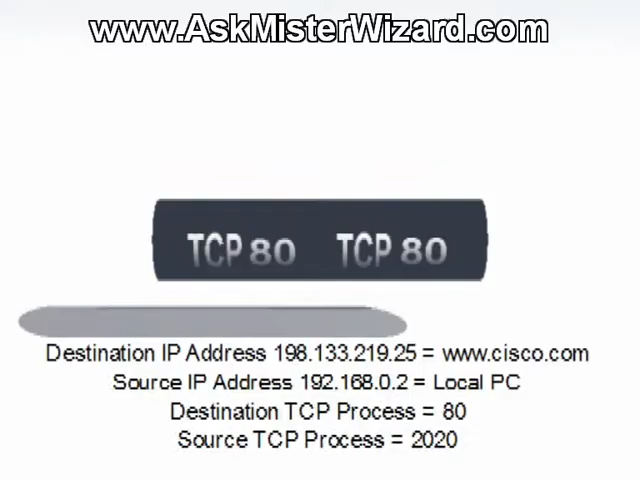 www.AskMisterWizard.com
TCP 80 TCP 80
Destination IP Address 198.133.219.25 = www.cisco.com
Source IP Address 192.168.0.2 = Local PC
Destination TCP Process = 80
Source TCP Process = 2020